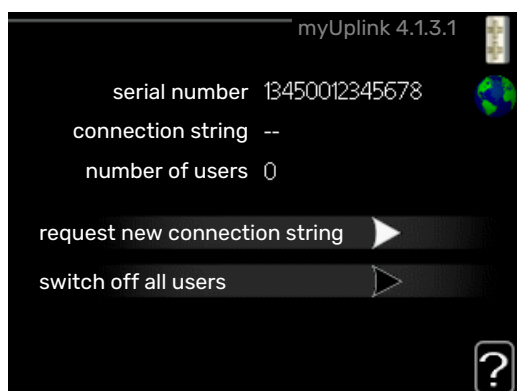 myUplink 4.1.3.1
serial number 13450012345678
connection string --
number of users 0
request new connection string
switch off all users
?